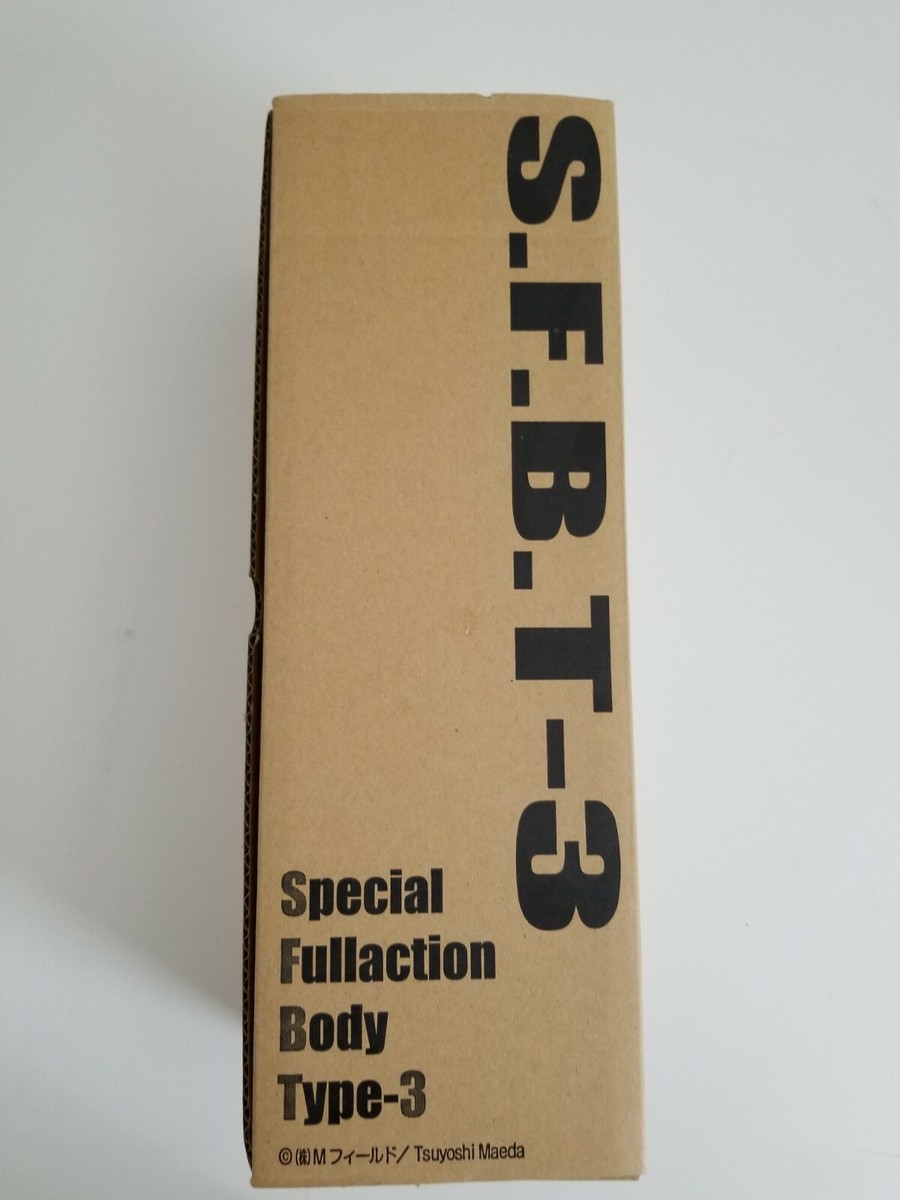 S.F.B.T-3
Special
Fullaction
Body
Type-3
©(株)Mフィールド/Tsuyoshi Maeda